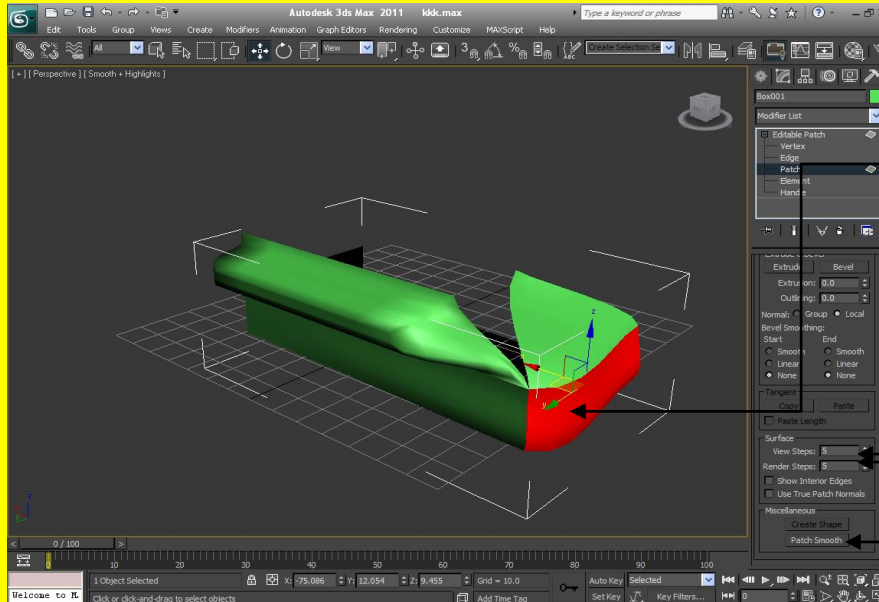 Autodesk 3ds Max 2011 kkk.max
Type a keyword or phrase
Edit Tools Group Views Create Modifiers Animation Graph Editors Rendering Customize MAXScript Help
All
View
3
Create Selection Se
[ + ] [ Perspective ] [ Smooth + Highlights ]
Box001
Modifier List
Editable Patch
Vertex
Edge
Patch
Element
Handle
Extrude & Bevel
Extrude Bevel
Extrusion: 0.0
Outlining: 0.0
Normal: Group Local
Bevel Smoothing:
Start End
Smooth Smooth
Linear Linear
None None
Tangent
Copy Paste
Paste Length
Surface
View Steps: 5
Render Steps: 5
Show Interior Edges
Use True Patch Normals
Miscellaneous
Create Shape
Patch Smooth
z
y
z
0 / 100
0 10 20 30 40 50 60 70 80 90 100
1 Object Selected X: -75.086 Y: 12.054 Z: 9.455 Grid = 10.0 Auto Key Selected
Welcome to M Click or click-and-drag to select objects Add Time Tag Set Key Key Filters... 0